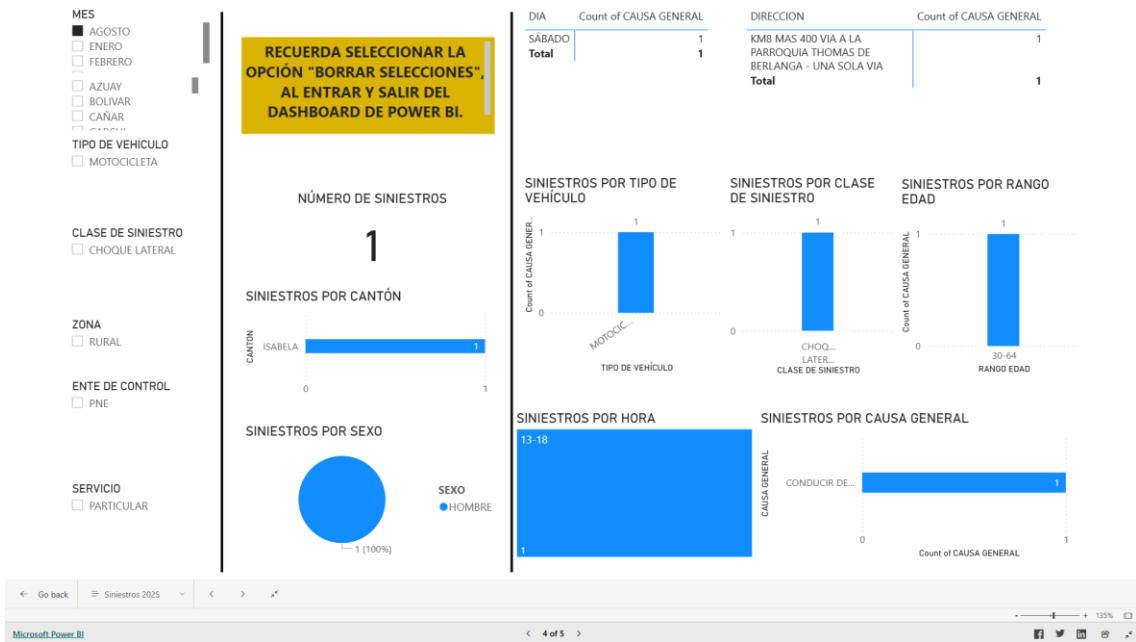 MES
AGOSTO
ENERO
FEBRERO
AZUAY
BOLIVAR
CAÑAR
TIPO DE VEHÍCULO
MOTOCICLETA
CLASE DE SINIESTRO
CHOQUE LATERAL
ZONA
RURAL
ENTE DE CONTROL
PNE
SERVICIO
PARTICULAR
RECUERDA SELECCIONAR LA
OPCIÓN "BORRAR SELECCIONES",
AL ENTRAR Y SALIR DEL
DASHBOARD DE POWER BI.
NÚMERO DE SINIESTROS
1
SINIESTROS POR CANTÓN
CANTON
ISABELA
1
0 1
SINIESTROS POR SEXO
1 (100%)
SEXO
HOMBRE
DIA Count of CAUSA GENERAL
SÁBADO 1
Total 1
DIRECCION Count of CAUSA GENERAL
KM8 MAS 400 VIA A LA 1
PARROQUIA THOMAS DE
BERLANGA - UNA SOLA VIA
Total 1
SINIESTROS POR TIPO DE
VEHÍCULO
Count of CAUSA GENER...
1
1
0
MOTOCIC...
TIPO DE VEHÍCULO
SINIESTROS POR CLASE
DE SINIESTRO
1
1
0
CHOQ...
LATER...
CLASE DE SINIESTRO
SINIESTROS POR RANGO
EDAD
Count of CAUSA GENERAL
1
1
0
30-64
RANGO EDAD
SINIESTROS POR HORA
13-18
1
SINIESTROS POR CAUSA GENERAL
CAUSA GENERAL
CONDUCIR DE...
1
0 1
Count of CAUSA GENERAL
Go back
Siniestros 2025
- + 135%
Microsoft Power BI
4 of 5